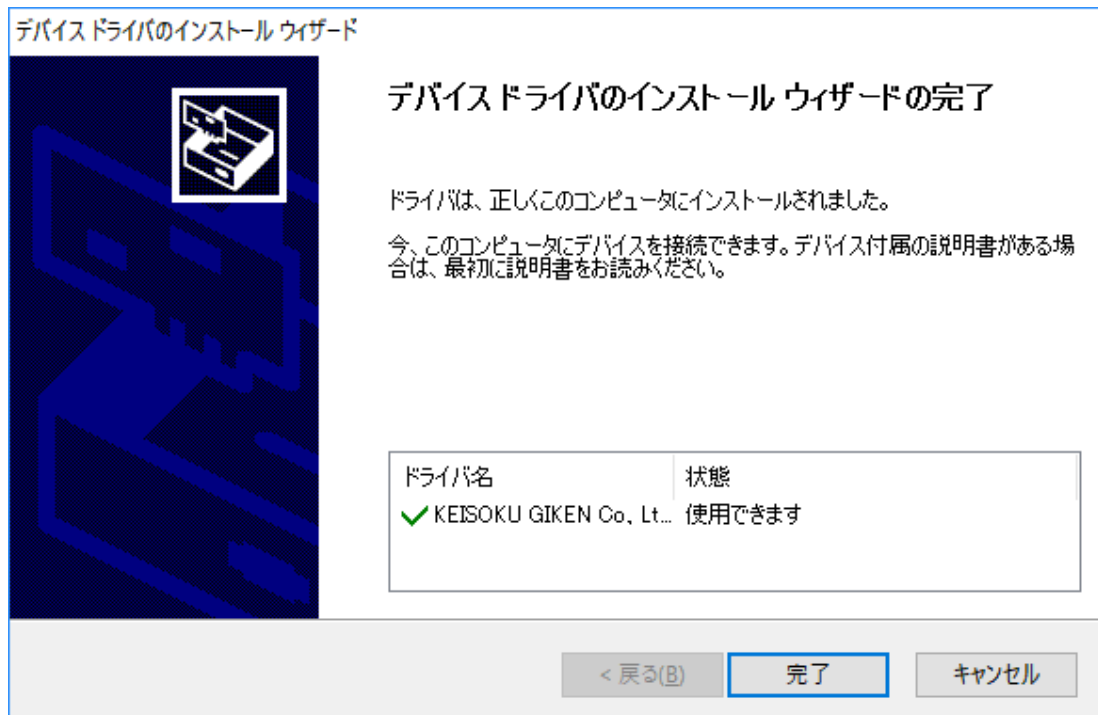 デバイス ドライバのインストール ウィザード
デバイス ドライバのインストール ウィザードの完了
ドライバは、正しくこのコンピュータにインストールされました。
今、このコンピュータにデバイスを接続できます。デバイス付属の説明書がある場
合は、最初に説明書をお読みください。
ドライバ名 状態
KEISOKU GIKEN Co, Lt... 使用できます
< 戻る(B) 完了 キャンセル